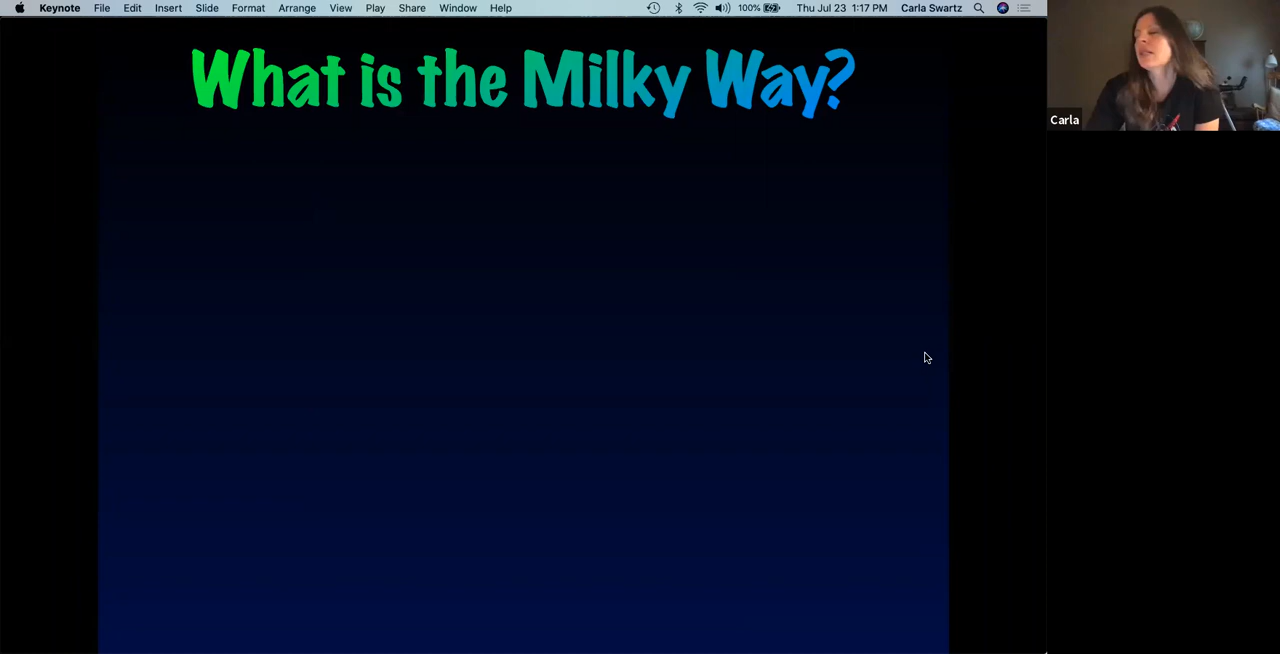 Keynote File Edit Insert Slide Format Arrange View Play Share Window Help 100% Thu Jul 23 1:17 PM Carla Swartz
What is the Milky Way?
Carla